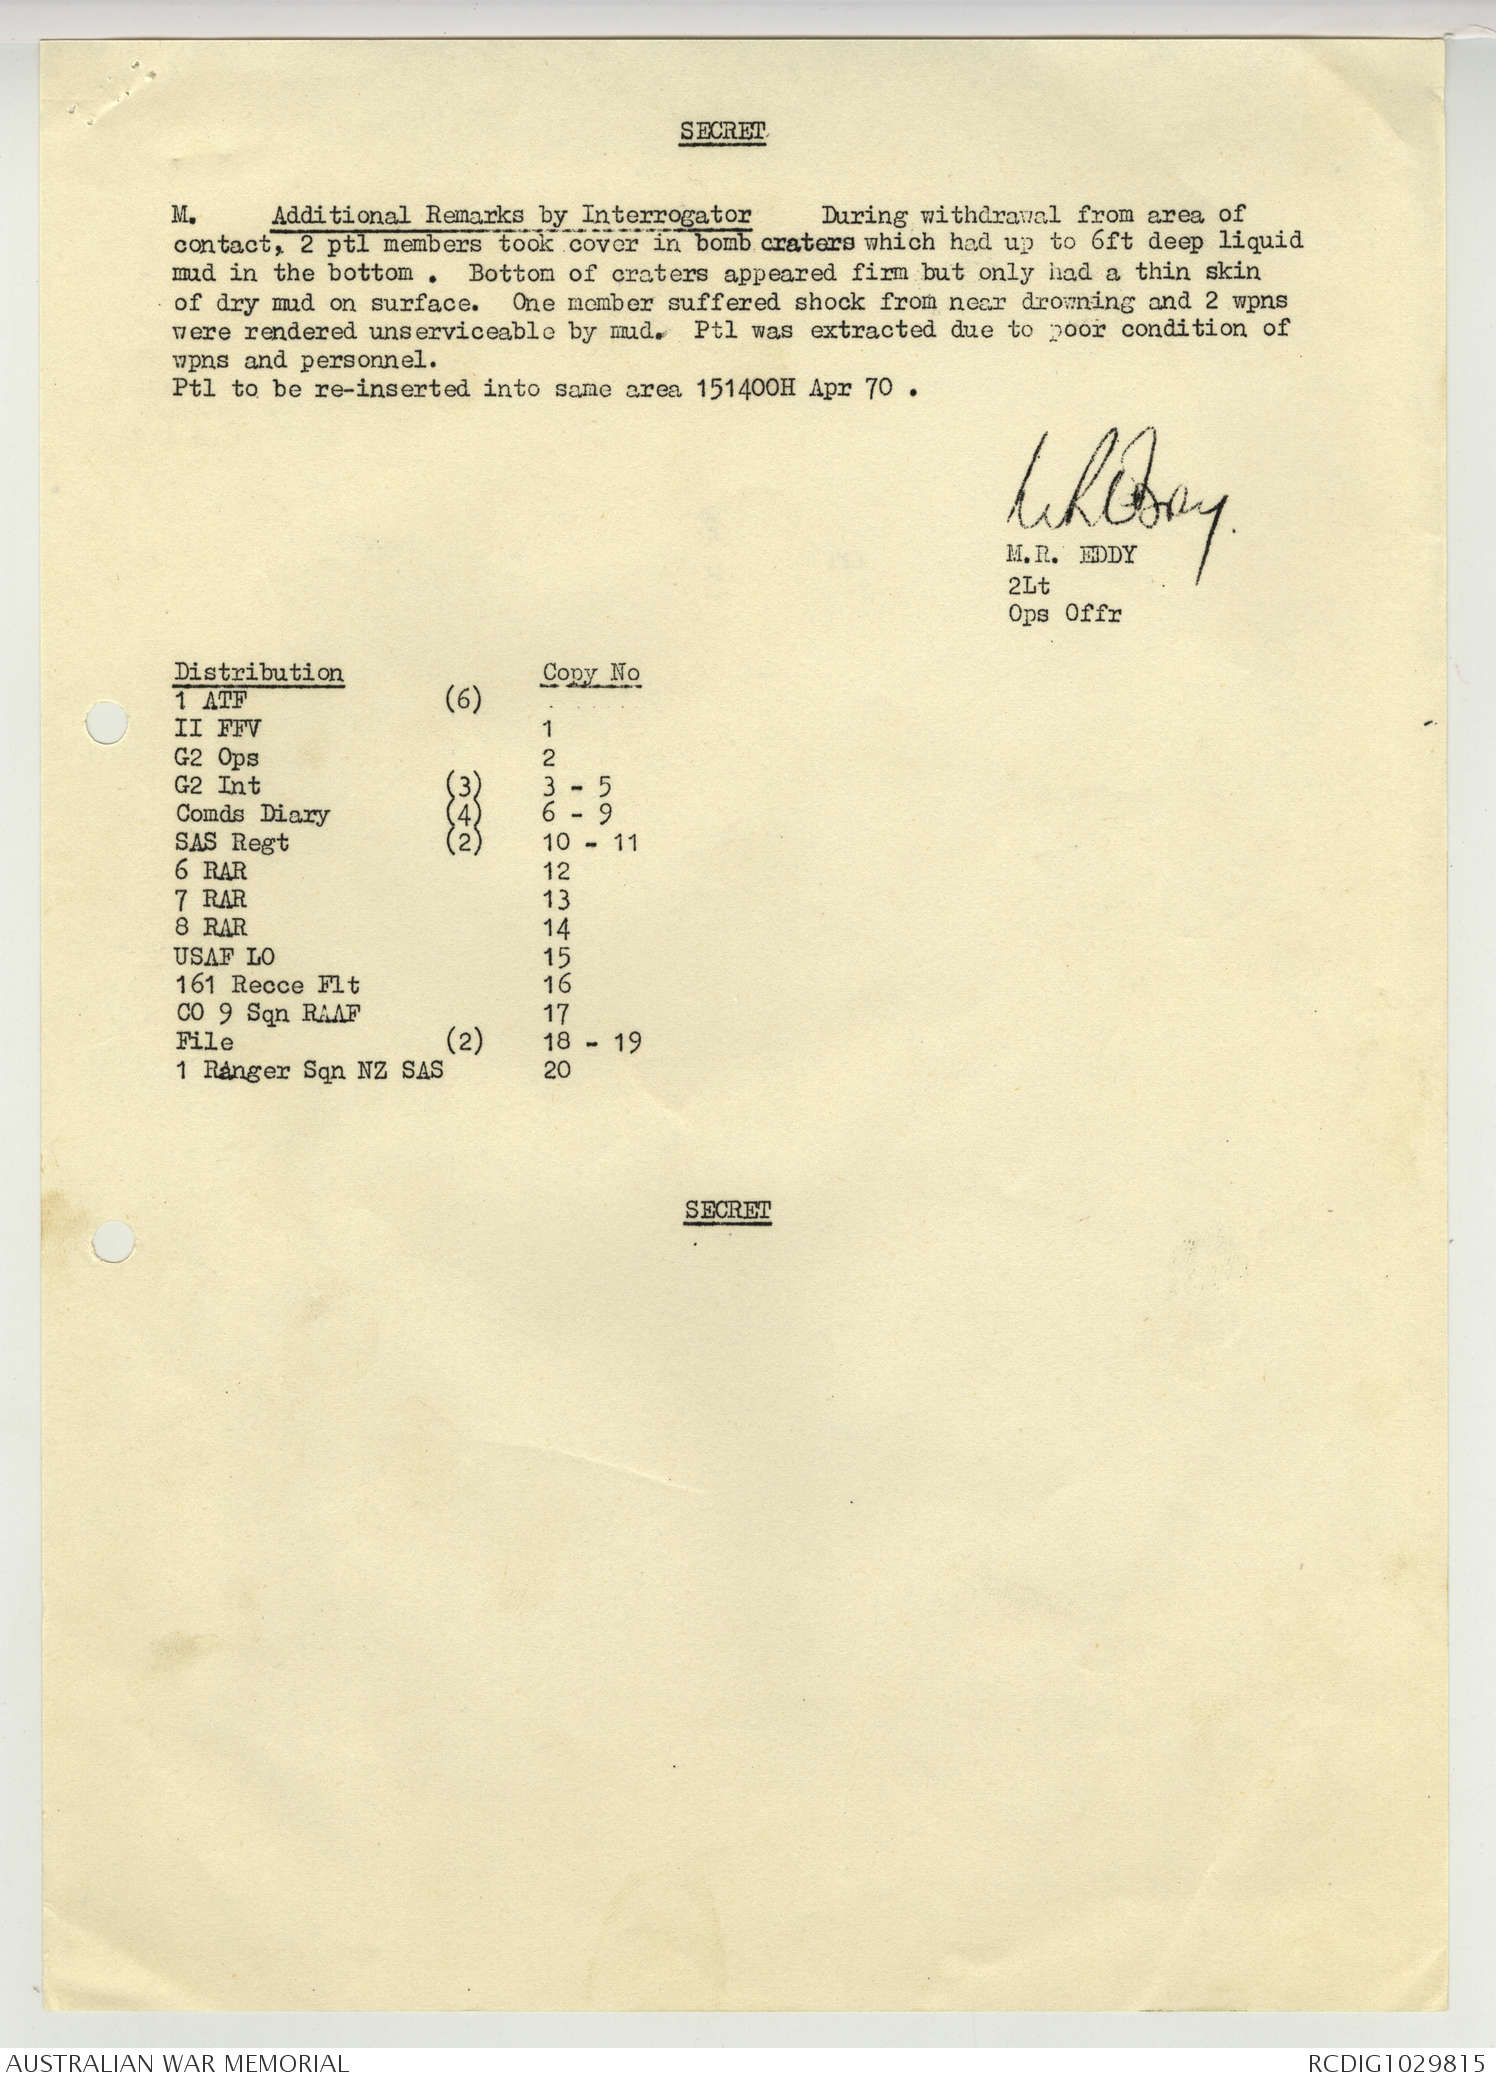 SECRET
M. Additional Remarks by Interrogator During withdrawal from area of
contact, 2 ptl members took cover in bomb craters which had up to 6ft deep liquid
mud in the bottom . Bottom of craters appeared firm but only had a thin skin
of dry mud on surface. One member suffered shock from near drowning and 2 wpns
were rendered unserviceable by mud. Ptl was extracted due to poor condition of
wpns and personnel.
Ptl to be re-inserted into same area 151400H Apr 70 .
M.R. EDDY
2Lt
Ops Offr
Distribution Copy No
1 ATF (6)
II FFV 1
G2 Ops 2
G2 Int (3) 3 - 5
Comds Diary (4) 6 - 9
SAS Regt (2) 10 - 11
6 RAR 12
7 RAR 13
8 RAR 14
USAF LO 15
161 Recce Flt 16
CO 9 Sqn RAAF 17
File (2) 18 - 19
1 Ranger Sqn NZ SAS 20
SECRET
AUSTRALIAN WAR MEMORIAL RCDIG1029815